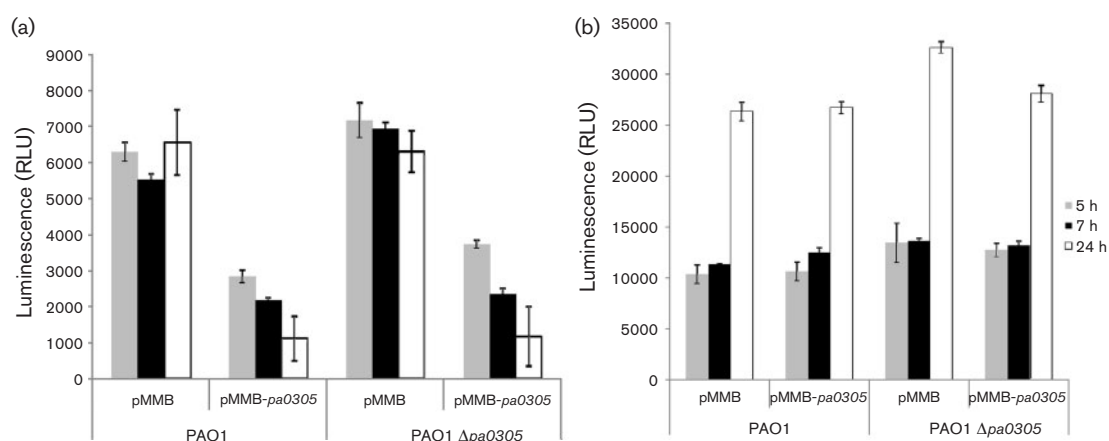 (a)
Luminescence (RLU)
9000
8000
7000
6000
5000
4000
3000
2000
1000
0
pMMB
pMMB-pa0305
pMMB
pMMB-pa0305
PAO1
PAO1 Δpa0305
(b)
Luminescence (RLU)
35000
30000
25000
20000
15000
10000
5000
0
pMMB
pMMB-pa0305
pMMB
pMMB-pa0305
PAO1
PAO1 Δpa0305
5 h
7 h
24 h